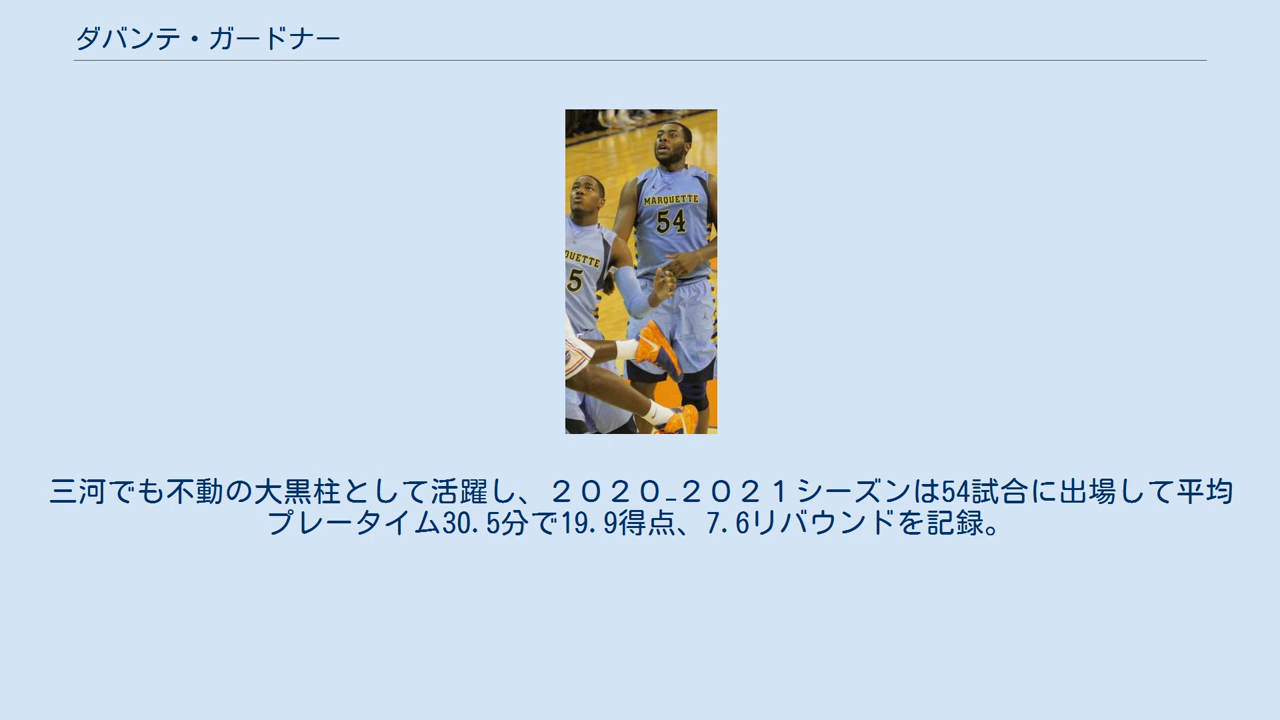 ダバンテ・ガードナー
MARQUETTE
54
QUETTE
5
三河でも不動の大黒柱として活躍し、２０２０−２０２１シーズンは54試合に出場して平均
プレータイム30.5分で19.9得点、7.6リバウンドを記録。